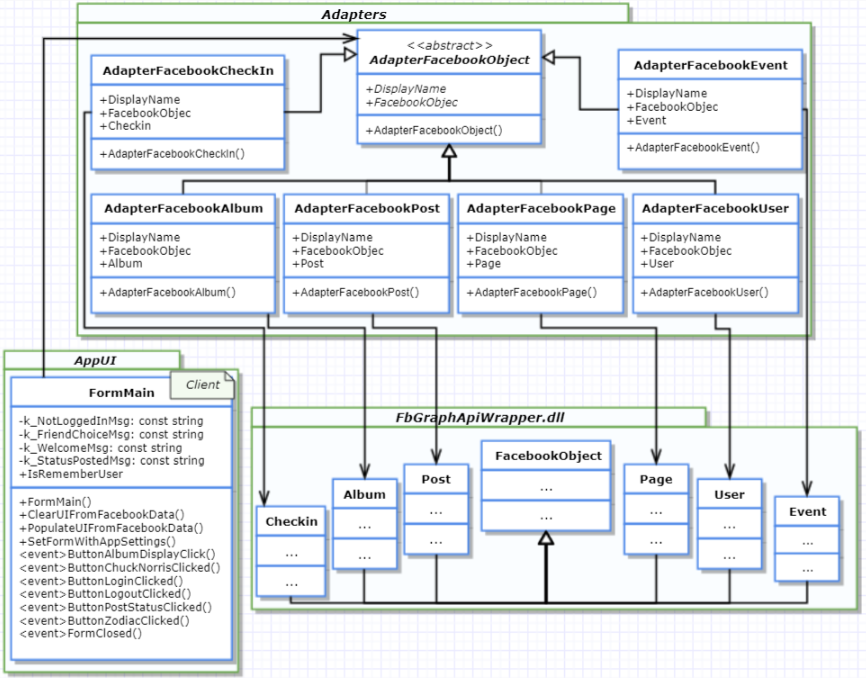 Adapters
<<abstract>>
AdapterFacebookObject
+DisplayName
+FacebookObjec
+AdapterFacebookObject()
AdapterFacebookCheckIn
+DisplayName
+FacebookObjec
+Checkin
+AdapterFacebookCheckIn()
AdapterFacebookEvent
+DisplayName
+FacebookObjec
+Event
+AdapterFacebookEvent()
AdapterFacebookAlbum
+DisplayName
+FacebookObjec
+Album
+AdapterFacebookAlbum()
AdapterFacebookPost
+DisplayName
+FacebookObjec
+Post
+AdapterFacebookPost()
AdapterFacebookPage
+DisplayName
+FacebookObjec
+Page
+AdapterFacebookPage()
AdapterFacebookUser
+DisplayName
+FacebookObjec
+User
+AdapterFacebookUser()
AppUI
Client
FormMain
-k_NotLoggedInMsg: const string
-k_FriendChoiceMsg: const string
-k_WelcomeMsg: const string
-k_StatusPostedMsg: const string
+IsRememberUser
+FormMain()
+ClearUIFromFacebookData()
+PopulateUIFromFacebookData()
+SetFormWithAppSettings()
<event>ButtonAlbumDisplayClick()
<event>ButtonChuckNorrisClicked()
<event>ButtonLoginClicked()
<event>ButtonLogoutClicked()
<event>ButtonPostStatusClicked()
<event>ButtonZodiacClicked()
<event>FormClosed()
FbGraphApiWrapper.dll
Checkin
...
...
Album
...
...
Post
...
...
FacebookObject
...
...
Page
...
...
User
...
...
Event
...
...